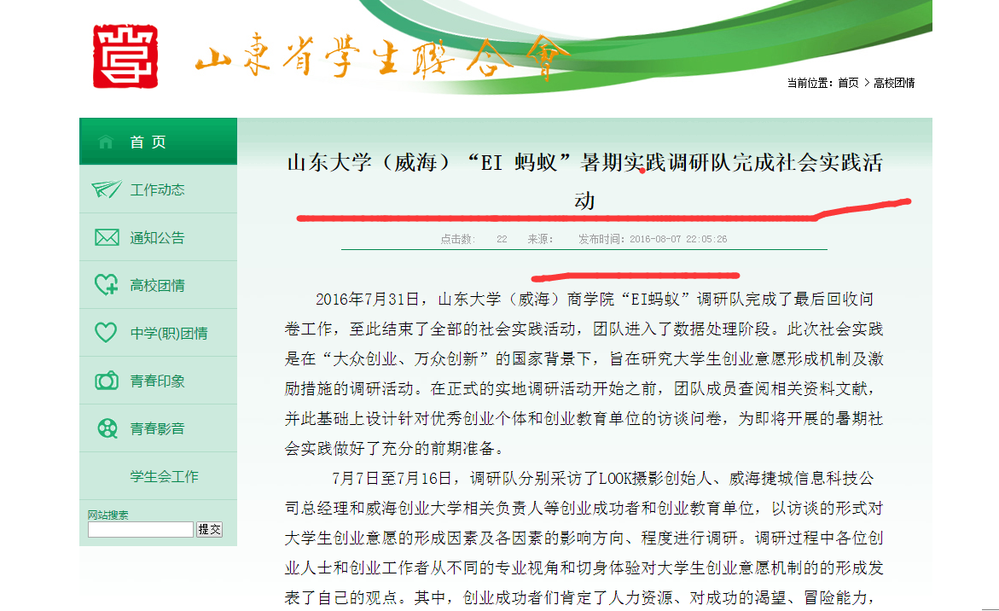 山東省学生聯合會
当前位置：首页 > 高校团情
首 页
工作动态
通知公告
高校团情
中学(职)团情
青春印象
青春影音
学生会工作
网站搜索
提交
山东大学（威海）“EI 蚂蚁”暑期实践调研队完成社会实践活
动
点击数： 22 来源： 发布时间：2016-08-07 22:05:26
2016年7月31日，山东大学（威海）商学院“EI蚂蚁”调研队完成了最后回收问
卷工作，至此结束了全部的社会实践活动，团队进入了数据处理阶段。此次社会实践
是在“大众创业、万众创新”的国家背景下，旨在研究大学生创业意愿形成机制及激
励措施的调研活动。在正式的实地调研活动开始之前，团队成员查阅相关资料文献，
并此基础上设计针对优秀创业个体和创业教育单位的访谈问卷，为即将开展的暑期社
会实践做好了充分的前期准备。
7月7日至7月16日，调研队分别采访了LOOK摄影创始人、威海捷城信息科技公
司总经理和威海创业大学相关负责人等创业成功者和创业教育单位，以访谈的形式对
大学生创业意愿的形成因素及各因素的影响方向、程度进行调研。调研过程中各位创
业人士和创业工作者从不同的专业视角和切身体验对大学生创业意愿机制的的形成发
表了自己的观点。其中，创业成功者们肯定了人力资源、对成功的渴望、冒险能力，